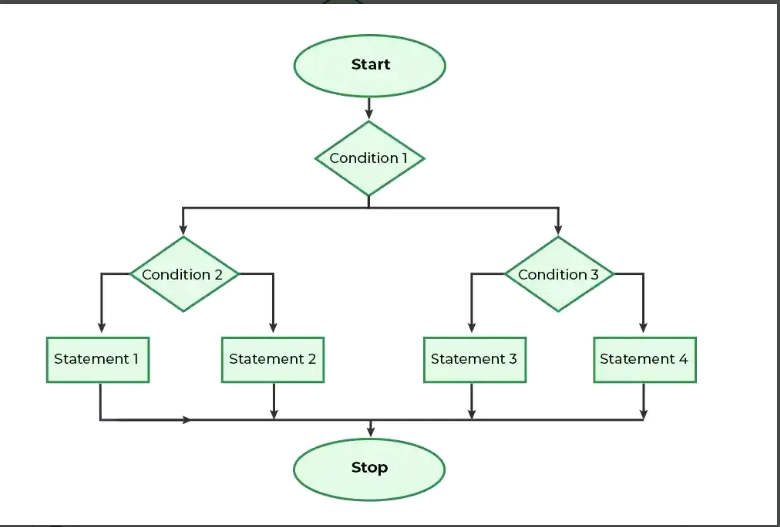 Start
Condition 1
Condition 2
Condition 3
Statement 1
Statement 2
Statement 3
Statement 4
Stop